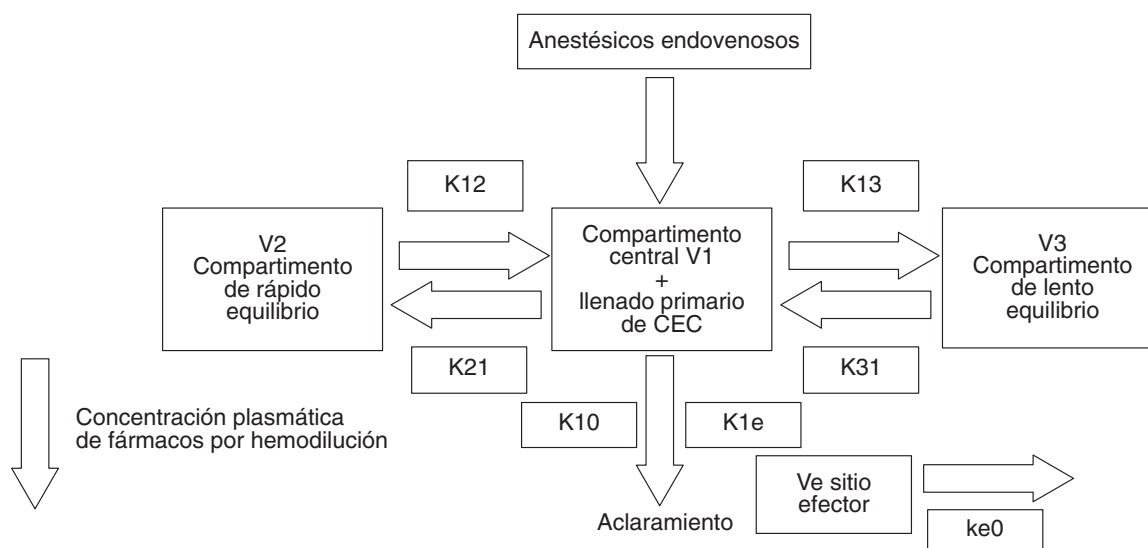 Anestésicos endovenosos
K12
K13
V2
Compartimento
de rápido
equilibrio
Compartimento
central V1
+
llenado primario
de CEC
V3
Compartimento
de lento
equilibrio
K21
K31
Concentración plasmática
de fármacos por hemodilución
K10
K1e
Ve sitio
efector
Aclaramiento
ke0